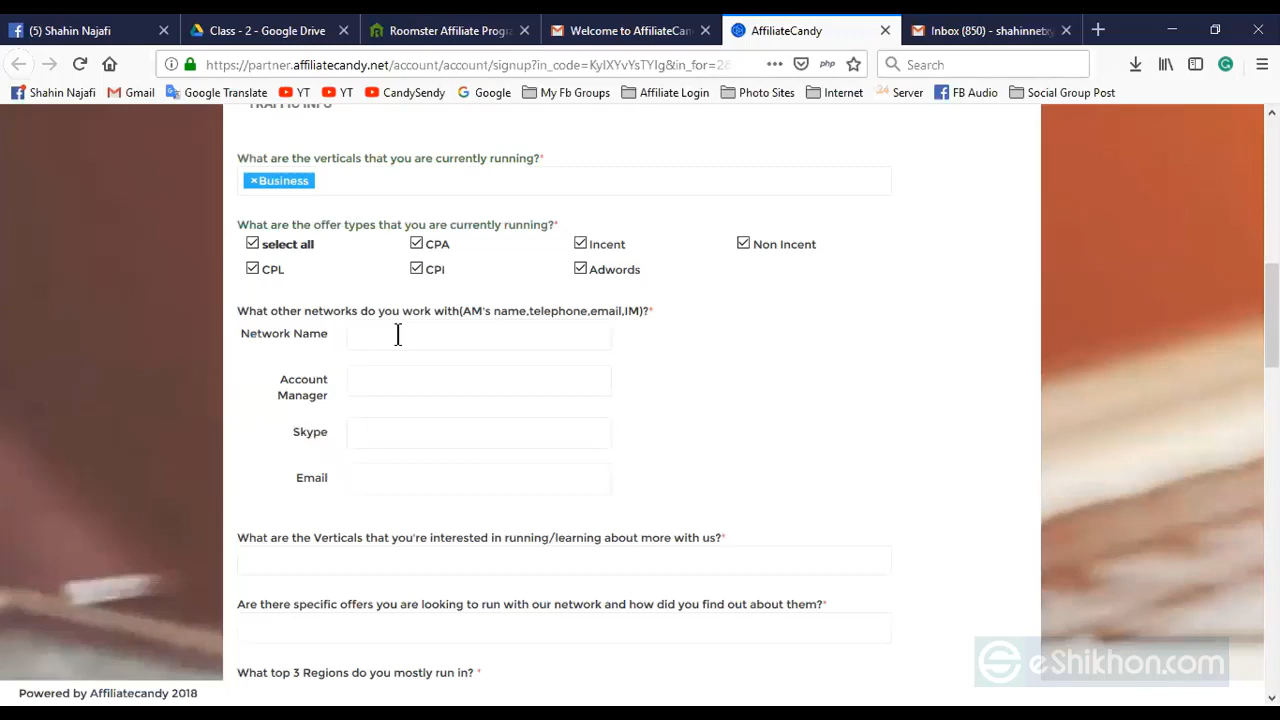 (5) Shahin Najafi
Class - 2 - Google Drive
Roomster Affiliate Progr
Welcome to AffiliateCan
AffiliateCandy
Inbox (850) - shahinnetx
https://partner.affiliatecandy.net/account/account/signup?in_code=KyIXYvYsTYIg&in_for=2
php
Search
Shahin Najafi
Gmail
Google Translate
YT
YT
CandySendy
Google
My Fb Groups
Affiliate Login
Photo Sites
Internet
Server
FB Audio
Social Group Post
TRAFFIC INFO
What are the verticals that you are currently running?*
×Business
What are the offer types that you are currently running?*
select all
CPA
Incent
Non Incent
CPL
CPI
Adwords
What other networks do you work with(AM's name,telephone,email,IM)?*
Network Name
Account
Manager
Skype
Email
What are the Verticals that you're interested in running/learning about more with us?*
Are there specific offers you are looking to run with our network and how did you find out about them?*
What top 3 Regions do you mostly run in? *
eShikhon.com
Powered by Affiliatecandy 2018